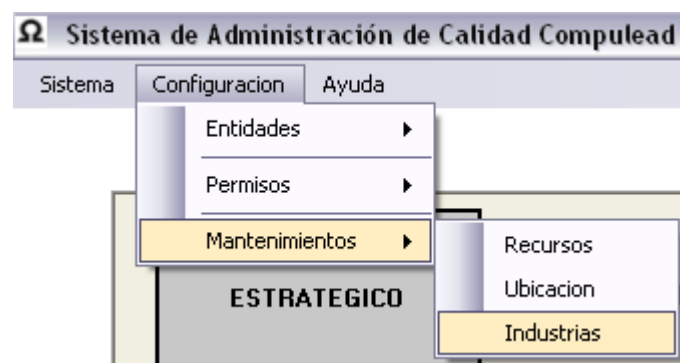 Ω Sistema de Administración de Calidad Compulead
Sistema Configuracion Ayuda
Entidades
Permisos
Mantenimientos
Recursos
ESTRATEGICO
Ubicacion
Industrias